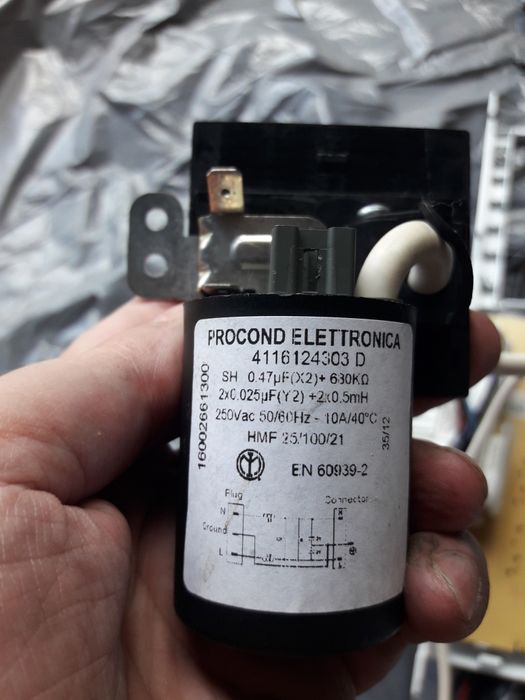 PROCOND ELETTRONICA
4116124303 D
SH 0.47µF(X2)+ 680KΩ
2x0,025µF(Y2) +2x0,5mH
250Vac 50/60Hz - 10A/40°C
HMF 25/100/21
EN 60939-2
16002661300
35/12
Plug
Connector
N
Ground
L